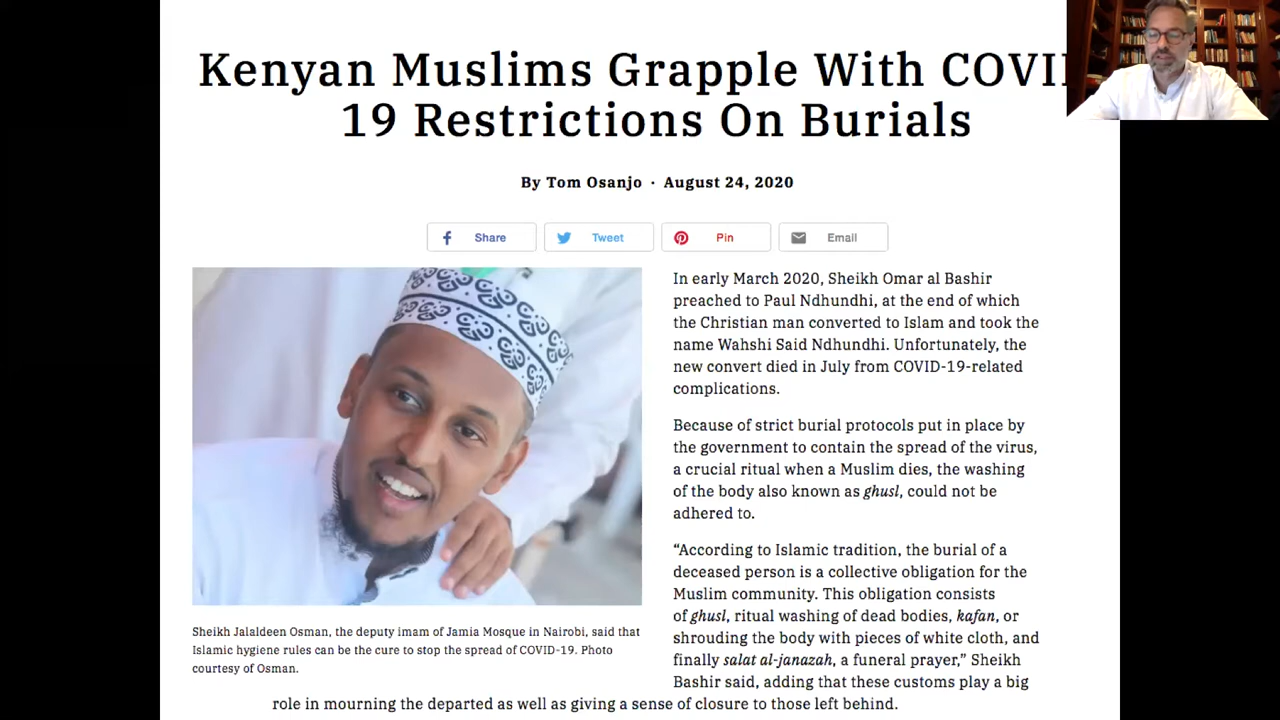 Kenyan Muslims Grapple With COVI
19 Restrictions On Burials
By Tom Osanjo · August 24, 2020
Share
Tweet
Pin
Email
In early March 2020, Sheikh Omar al Bashir
preached to Paul Ndhundhi, at the end of which
the Christian man converted to Islam and took the
name Wahshi Said Ndhundhi. Unfortunately, the
new convert died in July from COVID-19-related
complications.
Because of strict burial protocols put in place by
the government to contain the spread of the virus,
a crucial ritual when a Muslim dies, the washing
of the body also known as ghusl, could not be
adhered to.
“According to Islamic tradition, the burial of a
deceased person is a collective obligation for the
Muslim community. This obligation consists
of ghusl, ritual washing of dead bodies, kafan, or
shrouding the body with pieces of white cloth, and
finally salat al-janazah, a funeral prayer,” Sheikh
Bashir said, adding that these customs play a big
role in mourning the departed as well as giving a sense of closure to those left behind.
Sheikh Jalaldeen Osman, the deputy imam of Jamia Mosque in Nairobi, said that
Islamic hygiene rules can be the cure to stop the spread of COVID-19. Photo
courtesy of Osman.